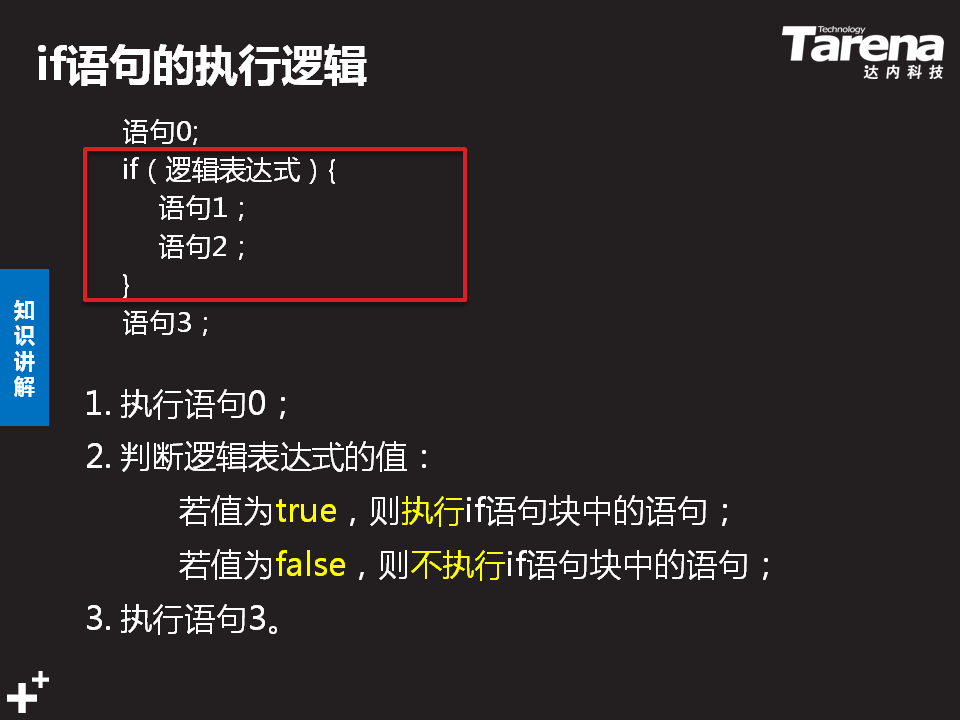 if语句的执行逻辑
Technology
Tarena
达内科技
语句0;
if（逻辑表达式）{
语句1；
语句2；
}
语句3；
知识讲解
1. 执行语句0；
2. 判断逻辑表达式的值：
若值为true，则执行if语句块中的语句；
若值为false，则不执行if语句块中的语句；
3. 执行语句3。